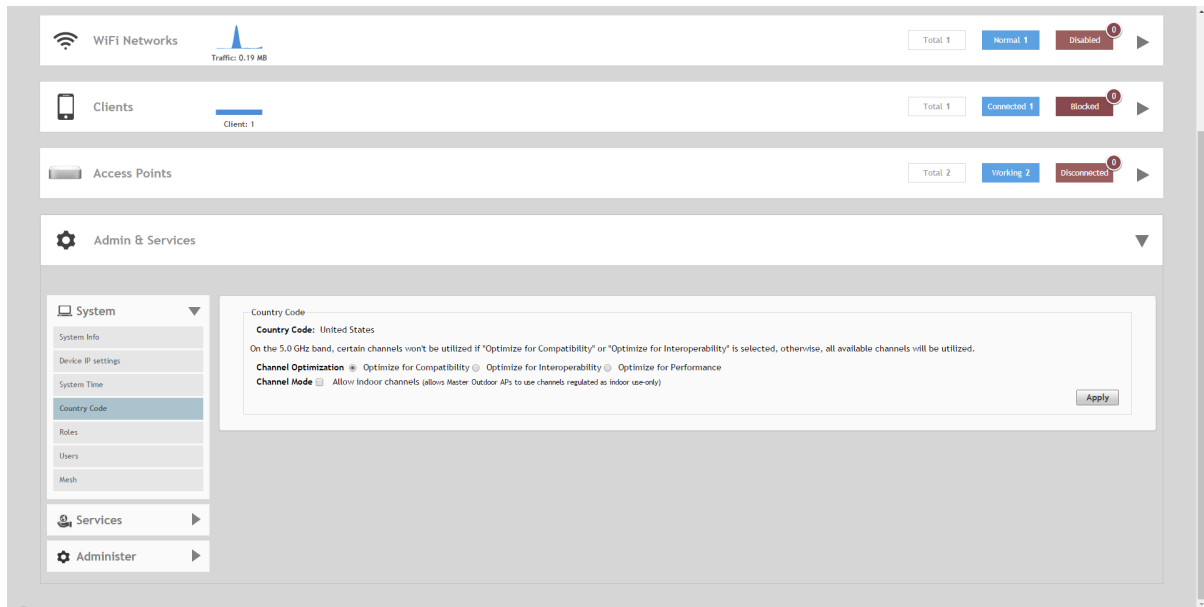 WiFi Networks
Traffic: 0.19 MB
Total 1
Normal 1
Disabled
0
Clients
Client: 1
Total 1
Connected 1
Blocked
0
Access Points
Total 2
Working 2
Disconnected
0
Admin & Services
System
System Info
Device IP settings
System Time
Country Code
Roles
Users
Mesh
Services
Administer
Country Code
Country Code: United States
On the 5.0 GHz band, certain channels won't be utilized if "Optimize for Compatibility" or "Optimize for Interoperability" is selected, otherwise, all available channels will be utilized.
Channel Optimization Optimize for Compatibility Optimize for Interoperability Optimize for Performance
Channel Mode Allow indoor channels (allows Master Outdoor APs to use channels regulated as indoor use-only)
Apply